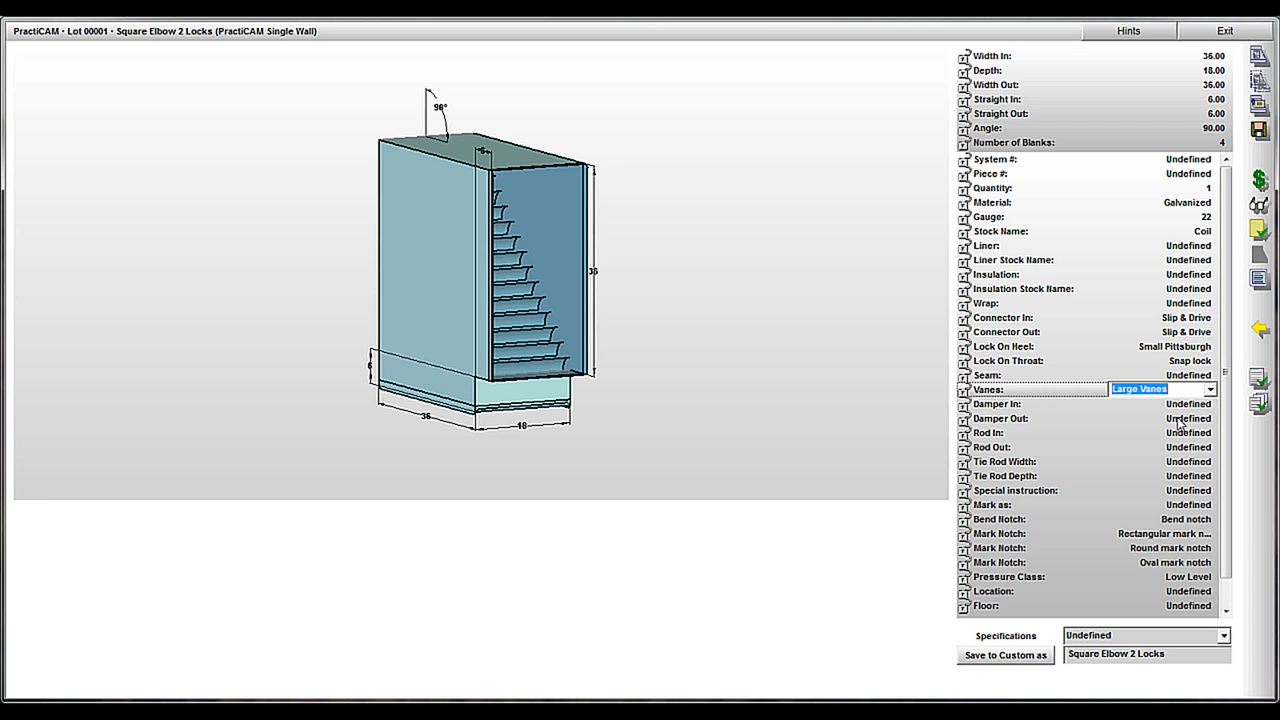 PractiCAM - Lot 00001 - Square Elbow 2 Locks (PractiCAM Single Wall)
Hints
Exit
90°
6
36
6
36
18
Width In: 36.00
Depth: 18.00
Width Out: 36.00
Straight In: 6.00
Straight Out: 6.00
Angle: 90.00
Number of Blanks: 4
System #: Undefined
Piece #: Undefined
Quantity: 1
Material: Galvanized
Gauge: 22
Stock Name: Coil
Liner: Undefined
Liner Stock Name: Undefined
Insulation: Undefined
Insulation Stock Name: Undefined
Wrap: Undefined
Connector In: Slip & Drive
Connector Out: Slip & Drive
Lock On Heel: Small Pittsburgh
Lock On Throat: Snap lock
Seam: Undefined
Vanes: Large Vanes
Damper In: Undefined
Damper Out: Undefined
Rod In: Undefined
Rod Out: Undefined
Tie Rod Width: Undefined
Tie Rod Depth: Undefined
Special instruction: Undefined
Mark as: Undefined
Bend Notch: Bend notch
Mark Notch: Rectangular mark n...
Mark Notch: Round mark notch
Mark Notch: Oval mark notch
Pressure Class: Low Level
Location: Undefined
Floor: Undefined
Specifications Undefined
Save to Custom as Square Elbow 2 Locks